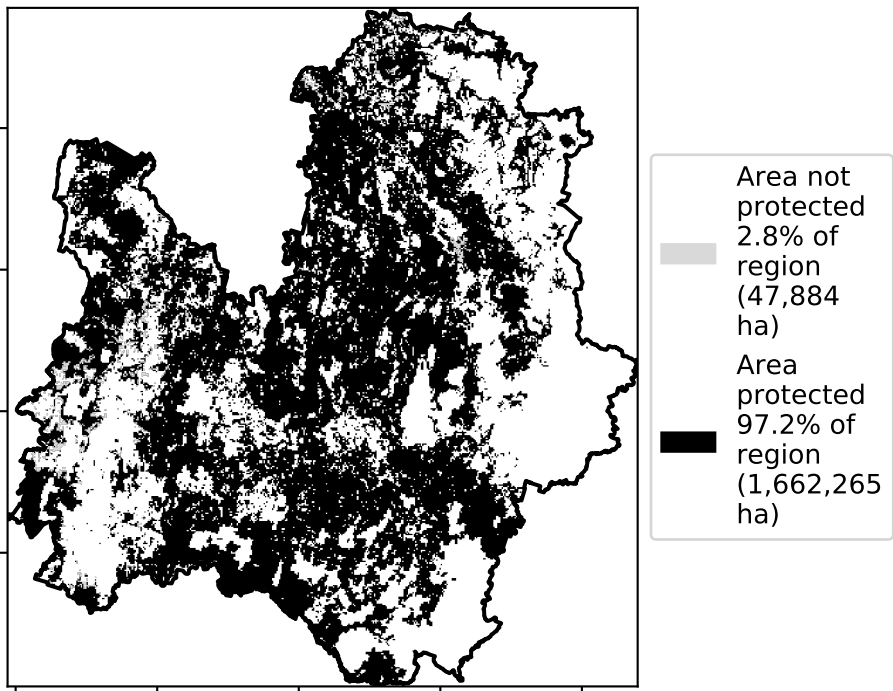 Area not
protected
2.8% of
region
(47,884
ha)
Area
protected
97.2% of
region
(1,662,265
ha)